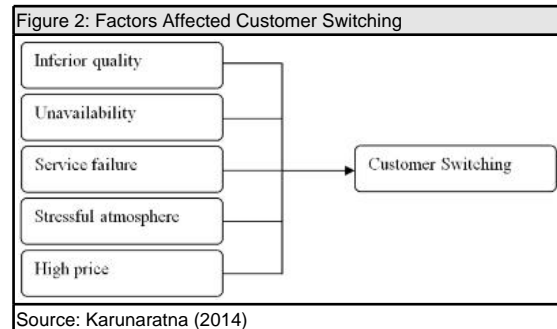 Figure 2: Factors Affected Customer Switching
Inferior quality
Unavailability
Service failure
Stressful atmosphere
High price
Customer Switching
Source: Karunaratna (2014)